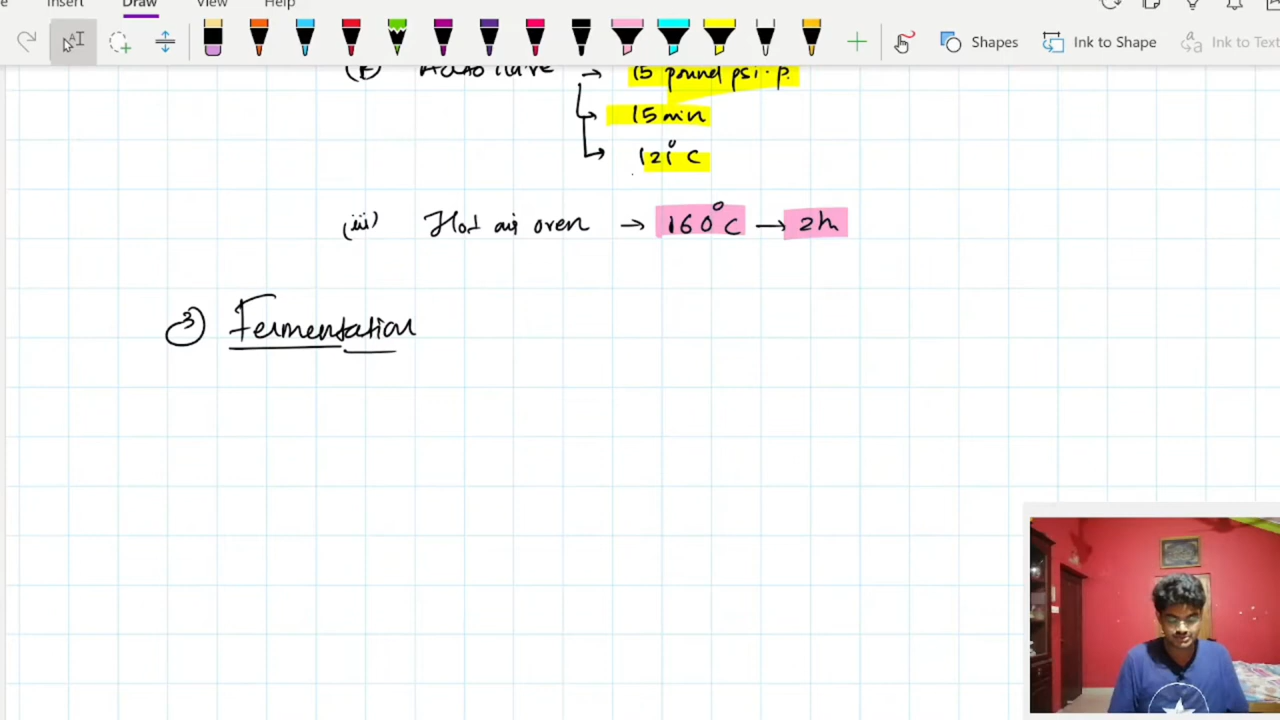 Insert Draw View Help
Shapes Ink to Shape Ink to Text
Autoclave → 15 pound psi. p.
→ 15 min
→ 121° C
(iii) Hot air oven → 160°C → 2h
③ Fermentation